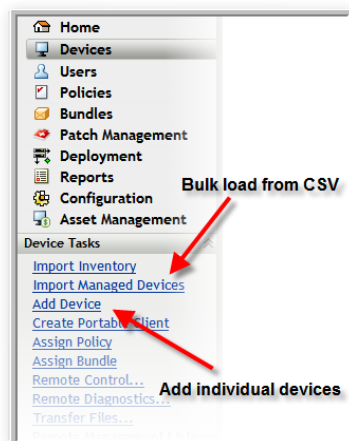 Home
Devices
Users
Policies
Bundles
Patch Management
Deployment
Reports
Bulk load from CSV
Configuration
Asset Management
Device Tasks
Import Inventory
Import Managed Devices
Add Device
Create Portable Client
Assign Policy
Assign Bundle
Add individual devices
Remote Control...
Remote Diagnostics...
Transfer Files...